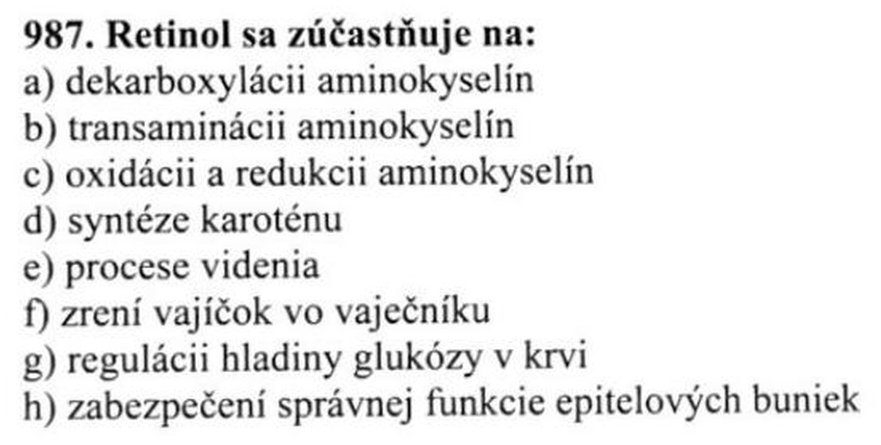 987. Retinol sa zúčastňuje na:
a) dekarboxylácii aminokyselín
b) transaminácii aminokyselín
c) oxidácii a redukcii aminokyselín
d) syntéze karoténu
e) procese videnia
f) zrení vajíčok vo vaječníku
g) regulácii hladiny glukózy v krvi
h) zabezpečení správnej funkcie epitelových buniek